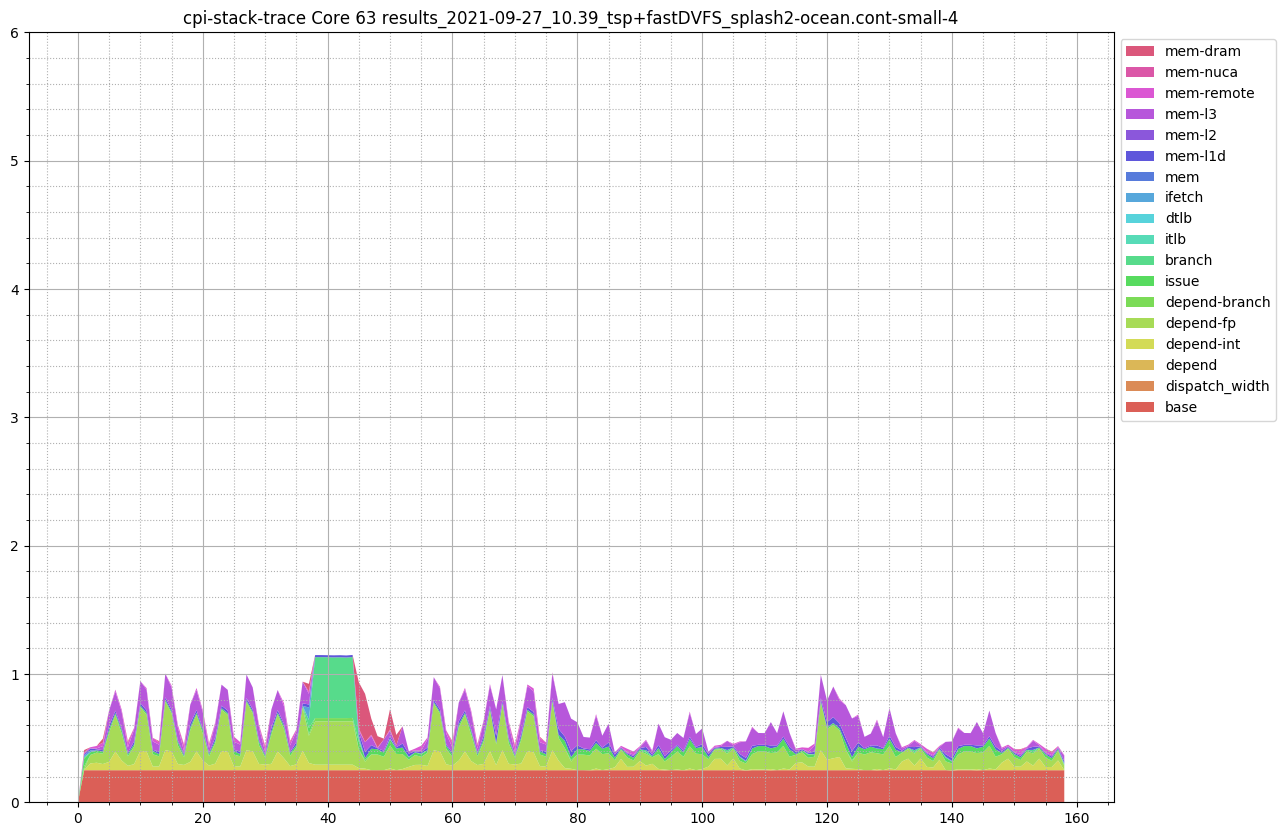 cpi-stack-trace Core 63 results_2021-09-27_10.39_tsp+fastDVFS_splash2-ocean.cont-small-4
6
5
4
3
2
1
0
0 20 40 60 80 100 120 140 160
mem-dram
mem-nuca
mem-remote
mem-l3
mem-l2
mem-l1d
mem
ifetch
dtlb
itlb
branch
issue
depend-branch
depend-fp
depend-int
depend
dispatch_width
base